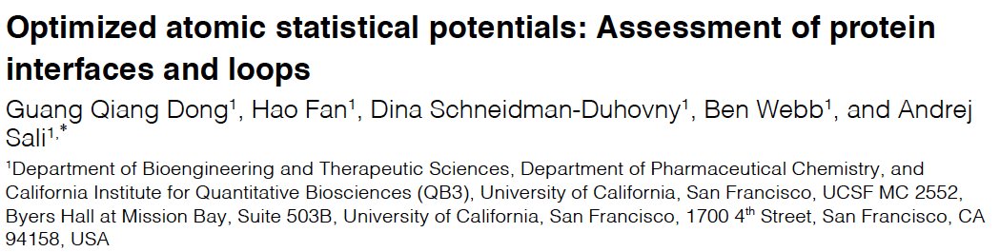 Optimized atomic statistical potentials: Assessment of protein
interfaces and loops
Guang Qiang Dong1, Hao Fan1, Dina Schneidman-Duhovny1, Ben Webb1, and Andrej
Sali1,*
1Department of Bioengineering and Therapeutic Sciences, Department of Pharmaceutical Chemistry, and
California Institute for Quantitative Biosciences (QB3), University of California, San Francisco, UCSF MC 2552,
Byers Hall at Mission Bay, Suite 503B, University of California, San Francisco, 1700 4th Street, San Francisco, CA
94158, USA